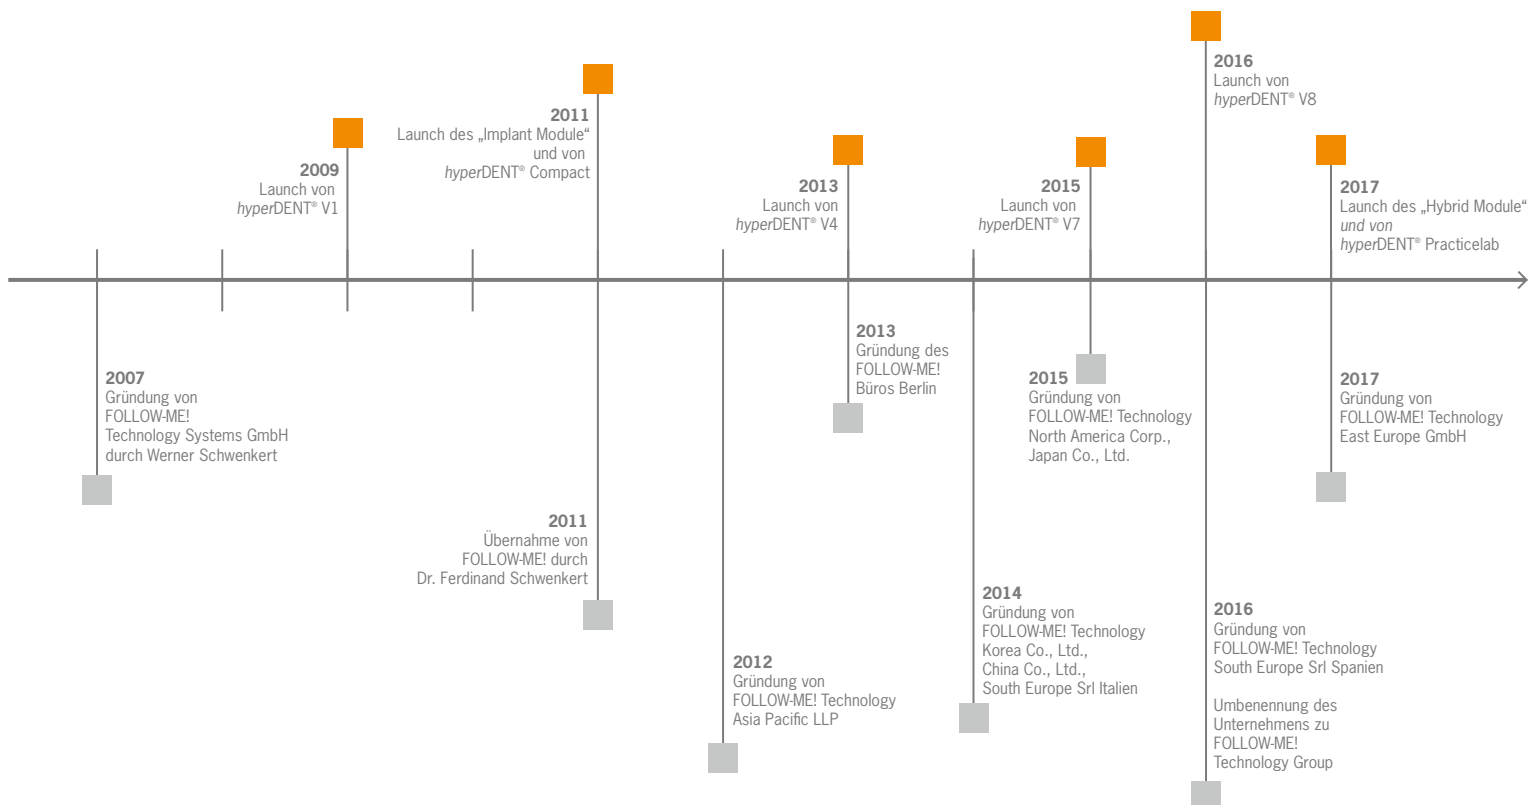 2009
Launch von
hyperDENT® V1
2011
Launch des „Implant Module“
und von
hyperDENT® Compact
2013
Launch von
hyperDENT® V4
2015
Launch von
hyperDENT® V7
2016
Launch von
hyperDENT® V8
2017
Launch des „Hybrid Module“
und von
hyperDENT® Practicelab
2007
Gründung von
FOLLOW-ME!
Technology Systems GmbH
durch Werner Schwenkert
2011
Übernahme von
FOLLOW-ME! durch
Dr. Ferdinand Schwenkert
2012
Gründung von
FOLLOW-ME! Technology
Asia Pacific LLP
2013
Gründung des
FOLLOW-ME!
Büros Berlin
2014
Gründung von
FOLLOW-ME! Technology
Korea Co., Ltd.,
China Co., Ltd.,
South Europe Srl Italien
2015
Gründung von
FOLLOW-ME! Technology
North America Corp.,
Japan Co., Ltd.
2016
Gründung von
FOLLOW-ME! Technology
South Europe Srl Spanien
Umbenennung des
Unternehmens zu
FOLLOW-ME!
Technology Group
2017
Gründung von
FOLLOW-ME! Technology
East Europe GmbH